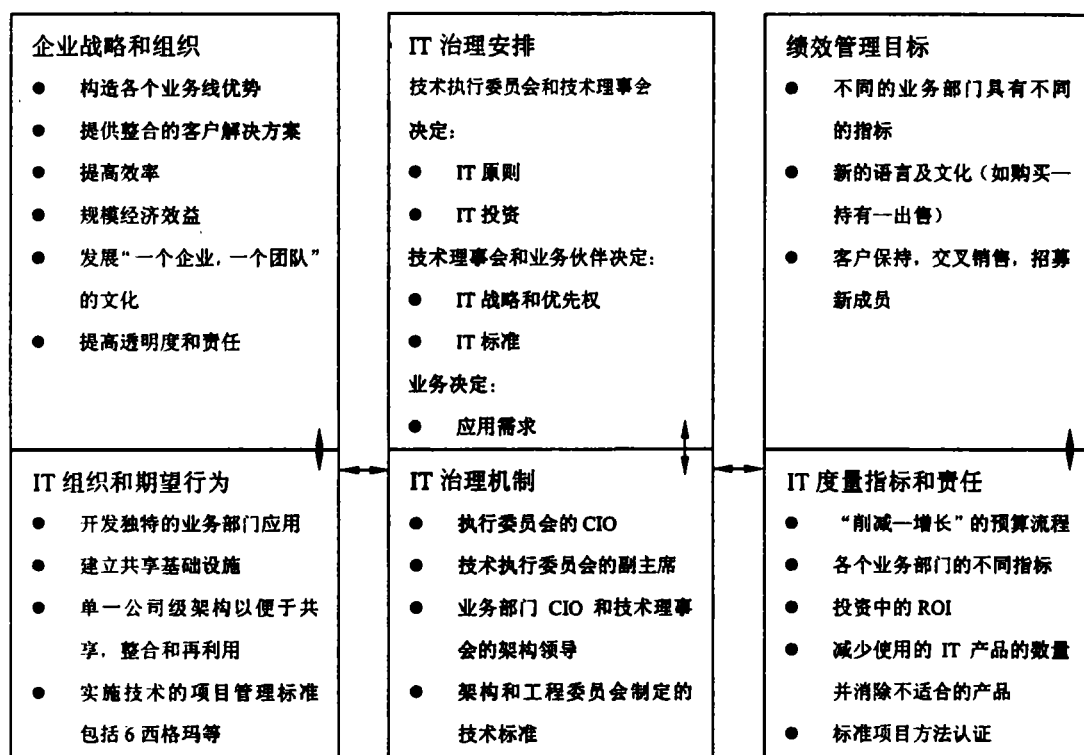 企业战略和组织
● 构造各个业务线优势
● 提供整合的客户解决方案
● 提高效率
● 规模经济效益
● 发展“一个企业，一个团队”
的文化
● 提高透明度和责任
IT 治理安排
技术执行委员会和技术理事会
决定：
● IT 原则
● IT 投资
技术理事会和业务伙伴决定：
● IT 战略和优先权
● IT 标准
业务决定：
● 应用需求
绩效管理目标
● 不同的业务部门具有不同
的指标
● 新的语言及文化（如购买—
持有—出售）
● 客户保持，交叉销售，招募
新成员
IT 组织和期望行为
● 开发独特的业务部门应用
● 建立共享基础设施
● 单一公司级架构以便于共
享，整合和再利用
● 实施技术的项目管理标准
包括 6 西格玛等
IT 治理机制
● 执行委员会的 CIO
● 技术执行委员会的副主席
● 业务部门 CIO 和技术理事
会的架构领导
● 架构和工程委员会制定的
技术标准
IT 度量指标和责任
● “削减—增长”的预算流程
● 各个业务部门的不同指标
● 投资中的 ROI
● 减少使用的 IT 产品的数量
并消除不适合的产品
● 标准项目方法认证